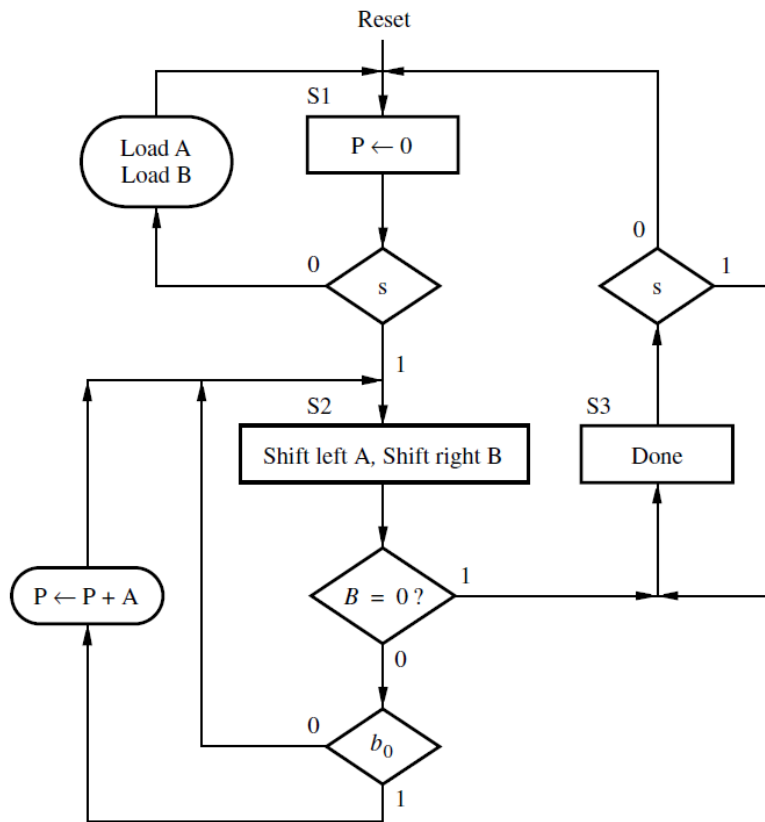 Reset
S1
Load A
Load B
P ← 0
0
s
1
0
s
1
S2
Shift left A, Shift right B
S3
Done
P ← P + A
B = 0 ?
1
0
0
b₀
1